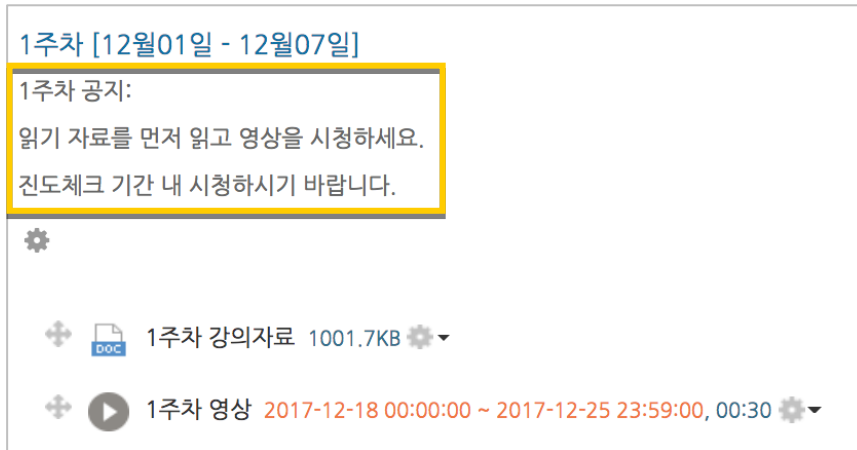 1주차 [12월01일 - 12월07일]
1주차 공지:
읽기 자료를 먼저 읽고 영상을 시청하세요.
진도체크 기간 내 시청하시기 바랍니다.
DOC 1주차 강의자료 1001.7KB
1주차 영상 2017-12-18 00:00:00 ~ 2017-12-25 23:59:00, 00:30